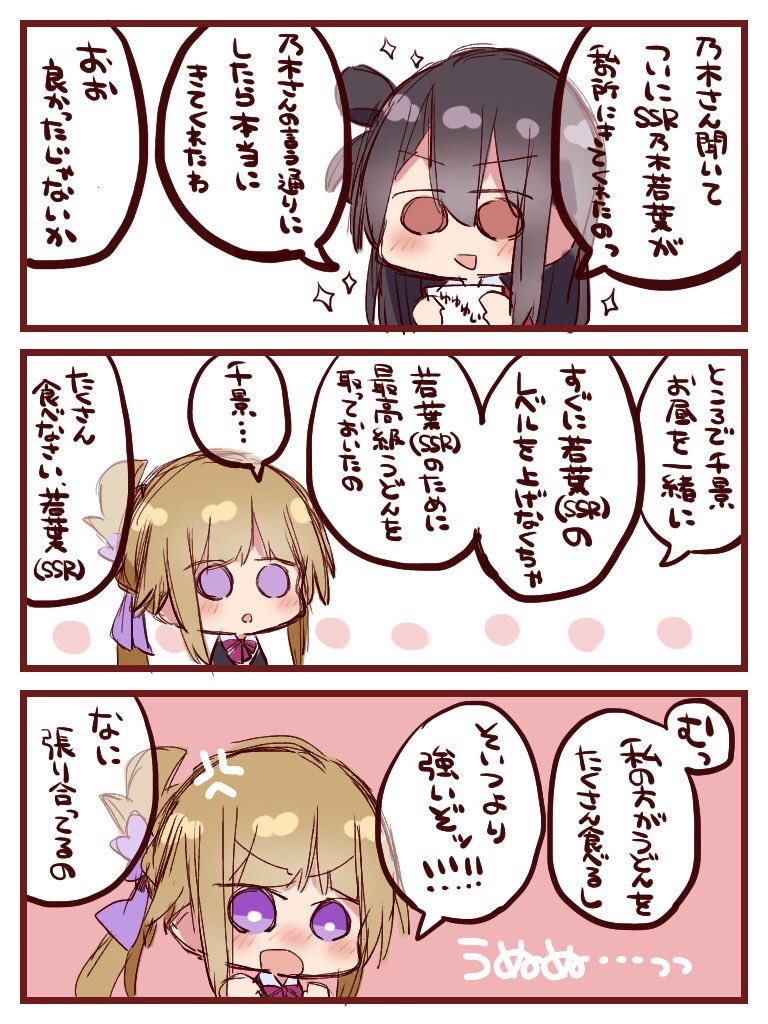 乃木さん聞いて
ついにSSR乃木若葉が
私の所にきてくれたのっ
乃木さんの言う通りに
したら本当に
きてくれたわ
おお
良かったじゃないか
ところで千景
お昼を一緒に
すぐに若葉(SSR)の
レベルを上げなくちゃ
若葉(SSR)のために
最高級うどんを
取っておいたの
千景…
たくさん
食べなさい、若葉
(SSR)
むっ
私の方がうどんを
たくさん食べるし
そいつより
強いぞッ
!!!!!
うぬぬ…っっ
なに
張り合ってるの